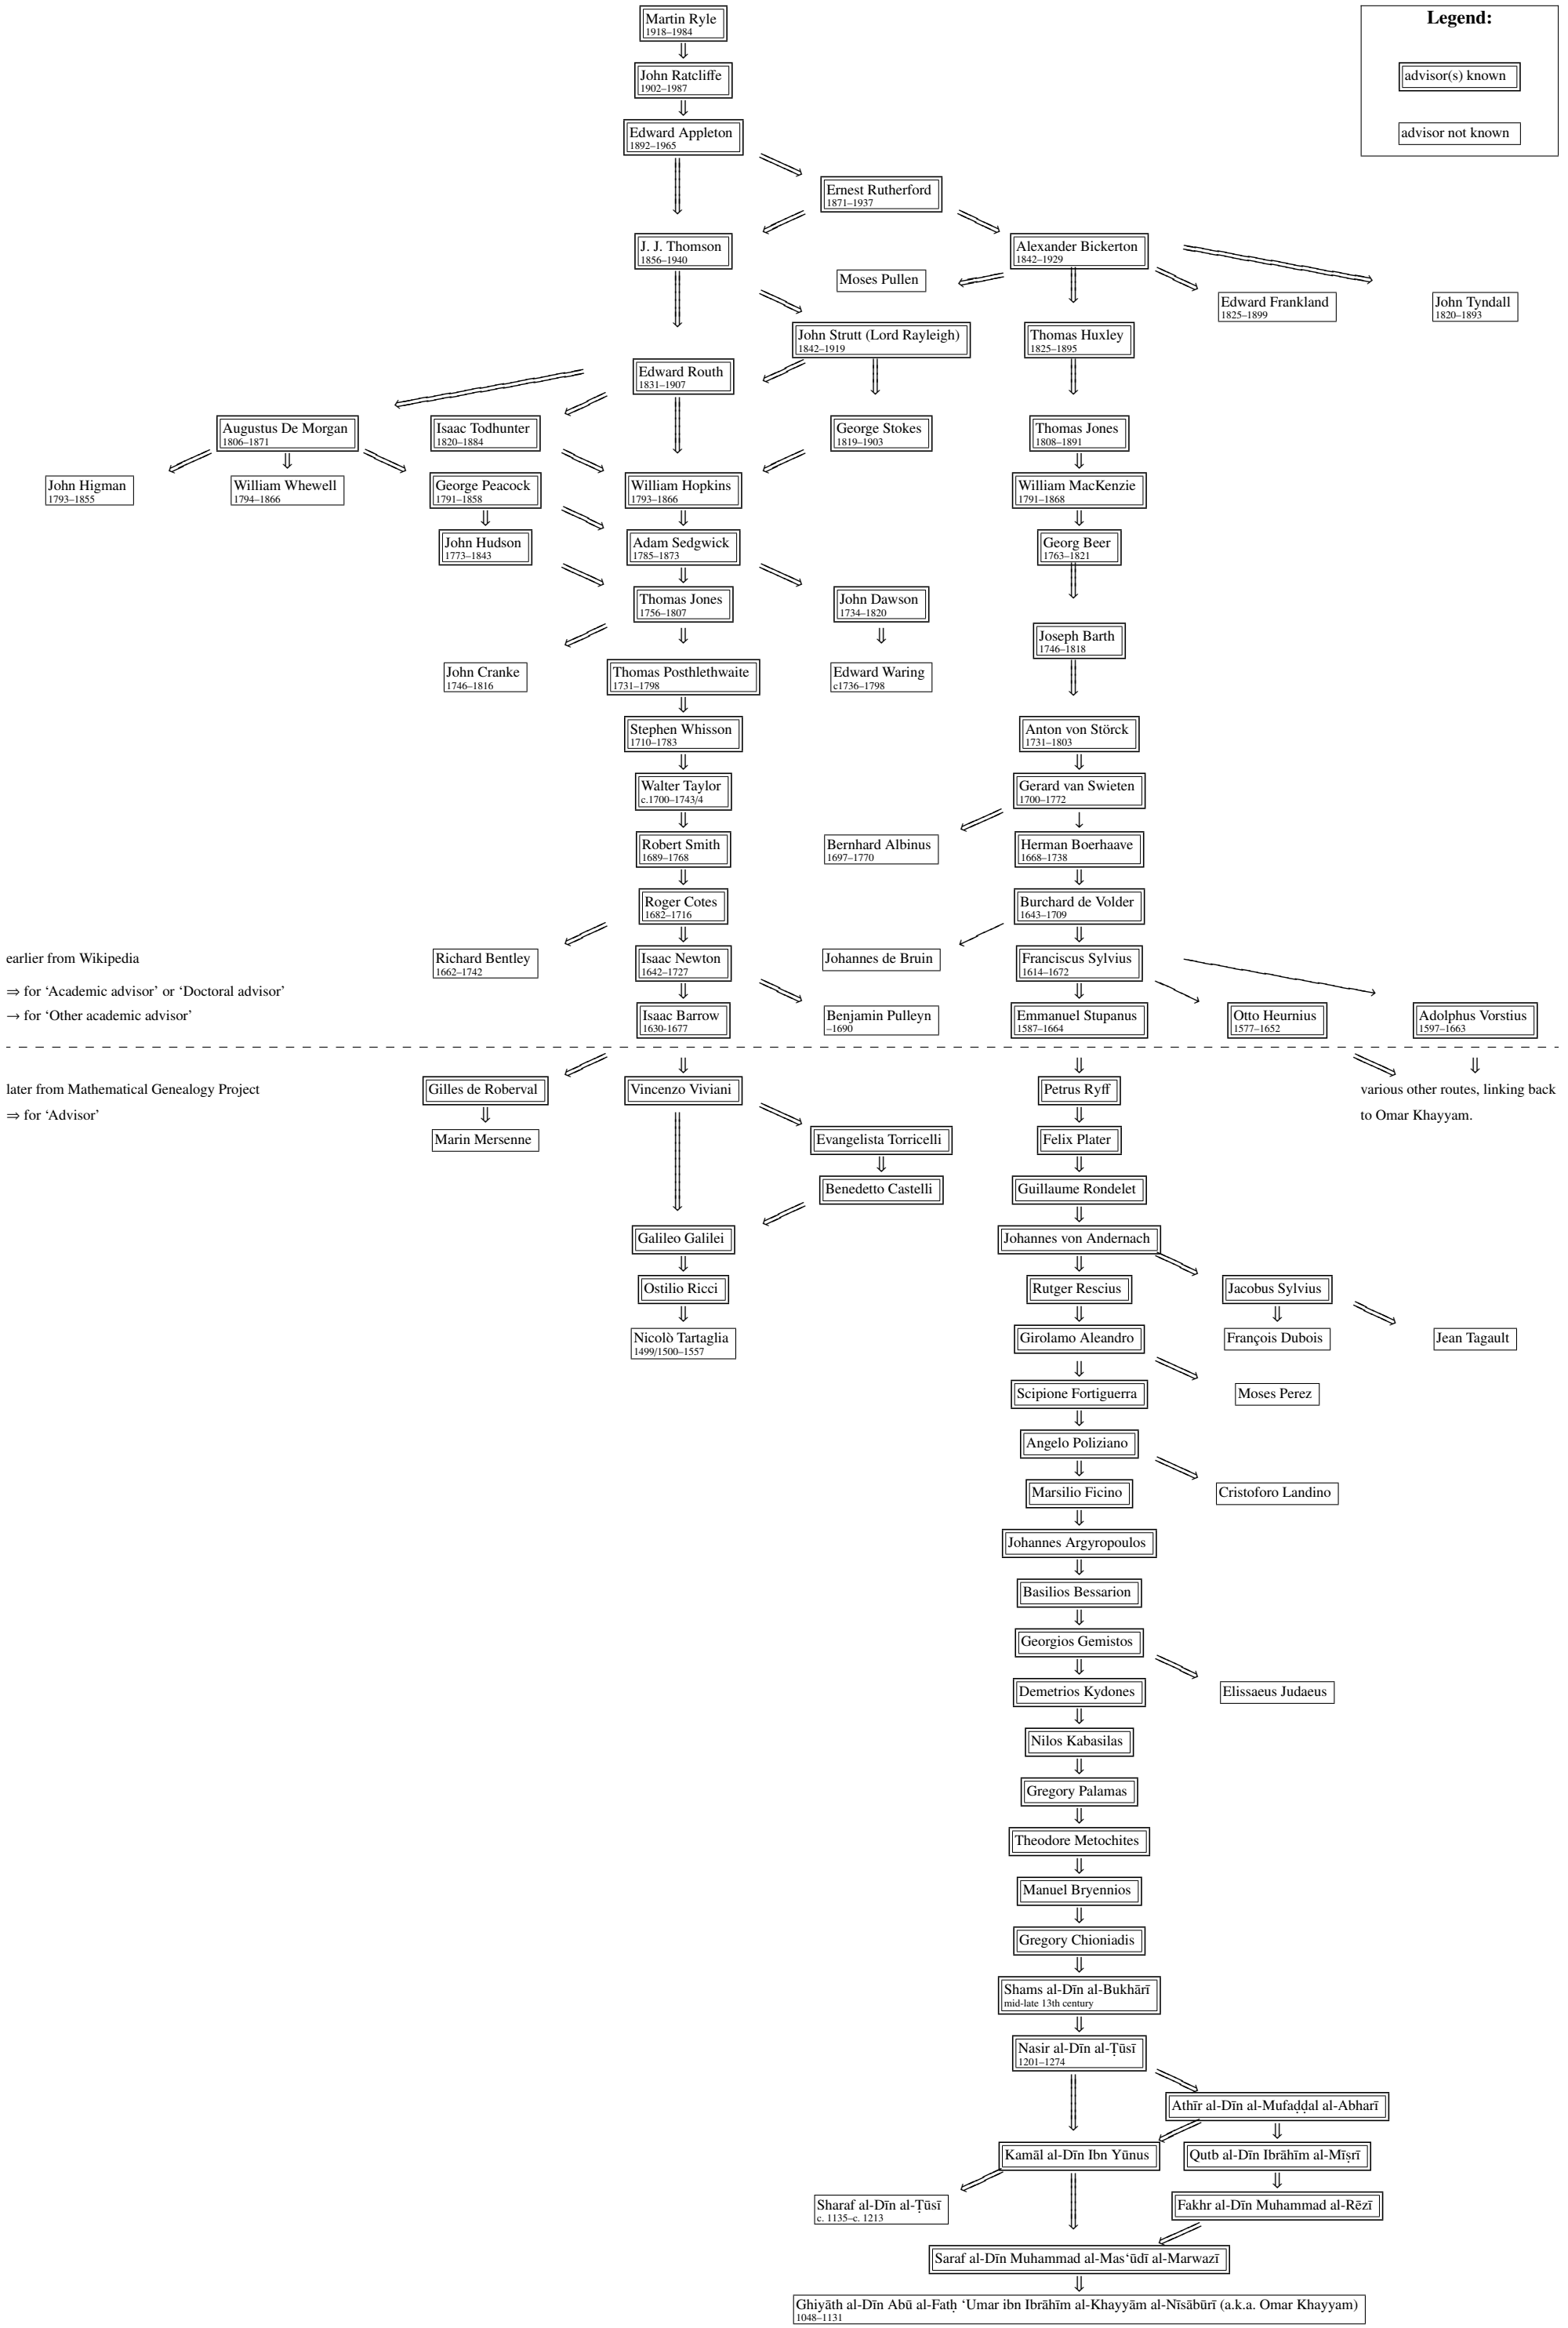 Martin Ryle
1918–1984
Legend:
advisor(s) known
advisor not known
John Ratcliffe
1902–1987
Edward Appleton
1892–1965
Ernest Rutherford
1871–1937
J. J. Thomson
1856–1940
Alexander Bickerton
1842–1929
Moses Pullen
Edward Frankland
1825–1899
John Tyndall
1820–1893
John Strutt (Lord Rayleigh)
1842–1919
Thomas Huxley
1825–1895
Edward Routh
1831–1907
Augustus De Morgan
1806–1871
Isaac Todhunter
1820–1884
George Stokes
1819–1903
Thomas Jones
1808–1891
John Higman
1793–1855
William Whewell
1794–1866
George Peacock
1791–1858
William Hopkins
1793–1866
William MacKenzie
1791–1868
John Hudson
1773–1843
Adam Sedgwick
1785–1873
Georg Beer
1763–1821
Thomas Jones
1756–1807
John Dawson
1734–1820
Joseph Barth
1746–1818
John Cranke
1746–1816
Thomas Posthlethwaite
1731–1798
Edward Waring
c1736–1798
Stephen Whisson
1710–1783
Anton von Störck
1731–1803
Walter Taylor
c.1700–1743/4
Gerard van Swieten
1700–1772
Robert Smith
1689–1768
Bernhard Albinus
1697–1770
Herman Boerhaave
1668–1738
Roger Cotes
1682–1716
Burchard de Volder
1643–1709
earlier from Wikipedia
Richard Bentley
1662–1742
Isaac Newton
1642–1727
Johannes de Bruin
Franciscus Sylvius
1614–1672
⇒ for ‘Academic advisor’ or ‘Doctoral advisor’
→ for ‘Other academic advisor’
Isaac Barrow
1630-1677
Benjamin Pulleyn
–1690
Emmanuel Stupanus
1587–1664
Otto Heurnius
1577–1652
Adolphus Vorstius
1597–1663
later from Mathematical Genealogy Project
⇒ for ‘Advisor’
Gilles de Roberval
Vincenzo Viviani
Petrus Ryff
various other routes, linking back
to Omar Khayyam.
Marin Mersenne
Evangelista Torricelli
Felix Plater
Benedetto Castelli
Guillaume Rondelet
Galileo Galilei
Johannes von Andernach
Ostilio Ricci
Rutger Rescius
Jacobus Sylvius
Nicolò Tartaglia
1499/1500–1557
Girolamo Aleandro
François Dubois
Jean Tagault
Scipione Fortiguerra
Moses Perez
Angelo Poliziano
Marsilio Ficino
Cristoforo Landino
Johannes Argyropoulos
Basilios Bessarion
Georgios Gemistos
Demetrios Kydones
Elissaeus Judaeus
Nilos Kabasilas
Gregory Palamas
Theodore Metochites
Manuel Bryennios
Gregory Chioniadis
Shams al-Dīn al-Bukhārī
mid-late 13th century
Nasir al-Dīn al-Ṭūsī
1201–1274
Athīr al-Dīn al-Mufaḍḍal al-Abharī
Kamāl al-Dīn Ibn Yūnus
Qutb al-Dīn Ibrāhīm al-Mīṣrī
Sharaf al-Dīn al-Ṭūsī
c. 1135–c. 1213
Fakhr al-Dīn Muhammad al-Rēzī
Saraf al-Dīn Muhammad al-Mas‘ūdī al-Marwazī
Ghiyāth al-Dīn Abū al-Fatḥ ‘Umar ibn Ibrāhīm al-Khayyām al-Nīsābūrī (a.k.a. Omar Khayyam)
1048–1131